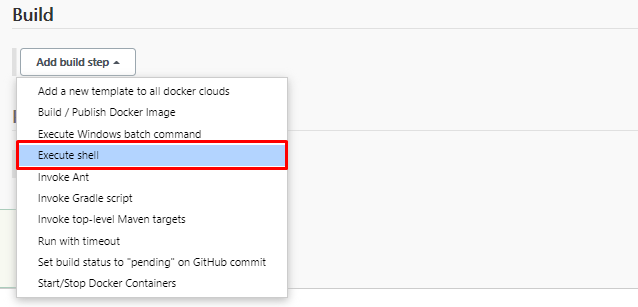 Build
Add build step
Add a new template to all docker clouds
Build / Publish Docker Image
Execute Windows batch command
Execute shell
Invoke Ant
Invoke Gradle script
Invoke top-level Maven targets
Run with timeout
Set build status to "pending" on GitHub commit
Start/Stop Docker Containers